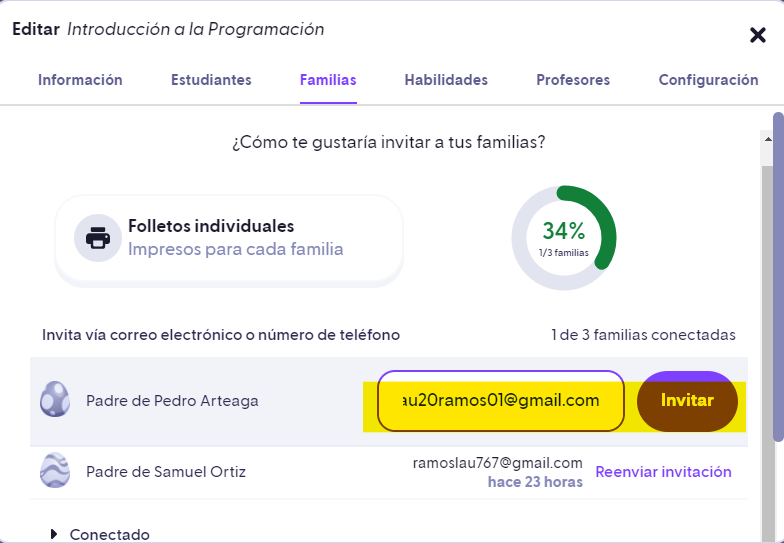 Editar Introducción a la Programación
Información Estudiantes Familias Habilidades Profesores Configuración
¿Cómo te gustaría invitar a tus familias?
Folletos individuales
Impresos para cada familia
34%
1/3 familias
Invita vía correo electrónico o número de teléfono 1 de 3 familias conectadas
Padre de Pedro Arteaga au20ramos01@gmail.com Invitar
Padre de Samuel Ortiz ramoslau767@gmail.com Reenviar invitación
hace 23 horas
Conectado